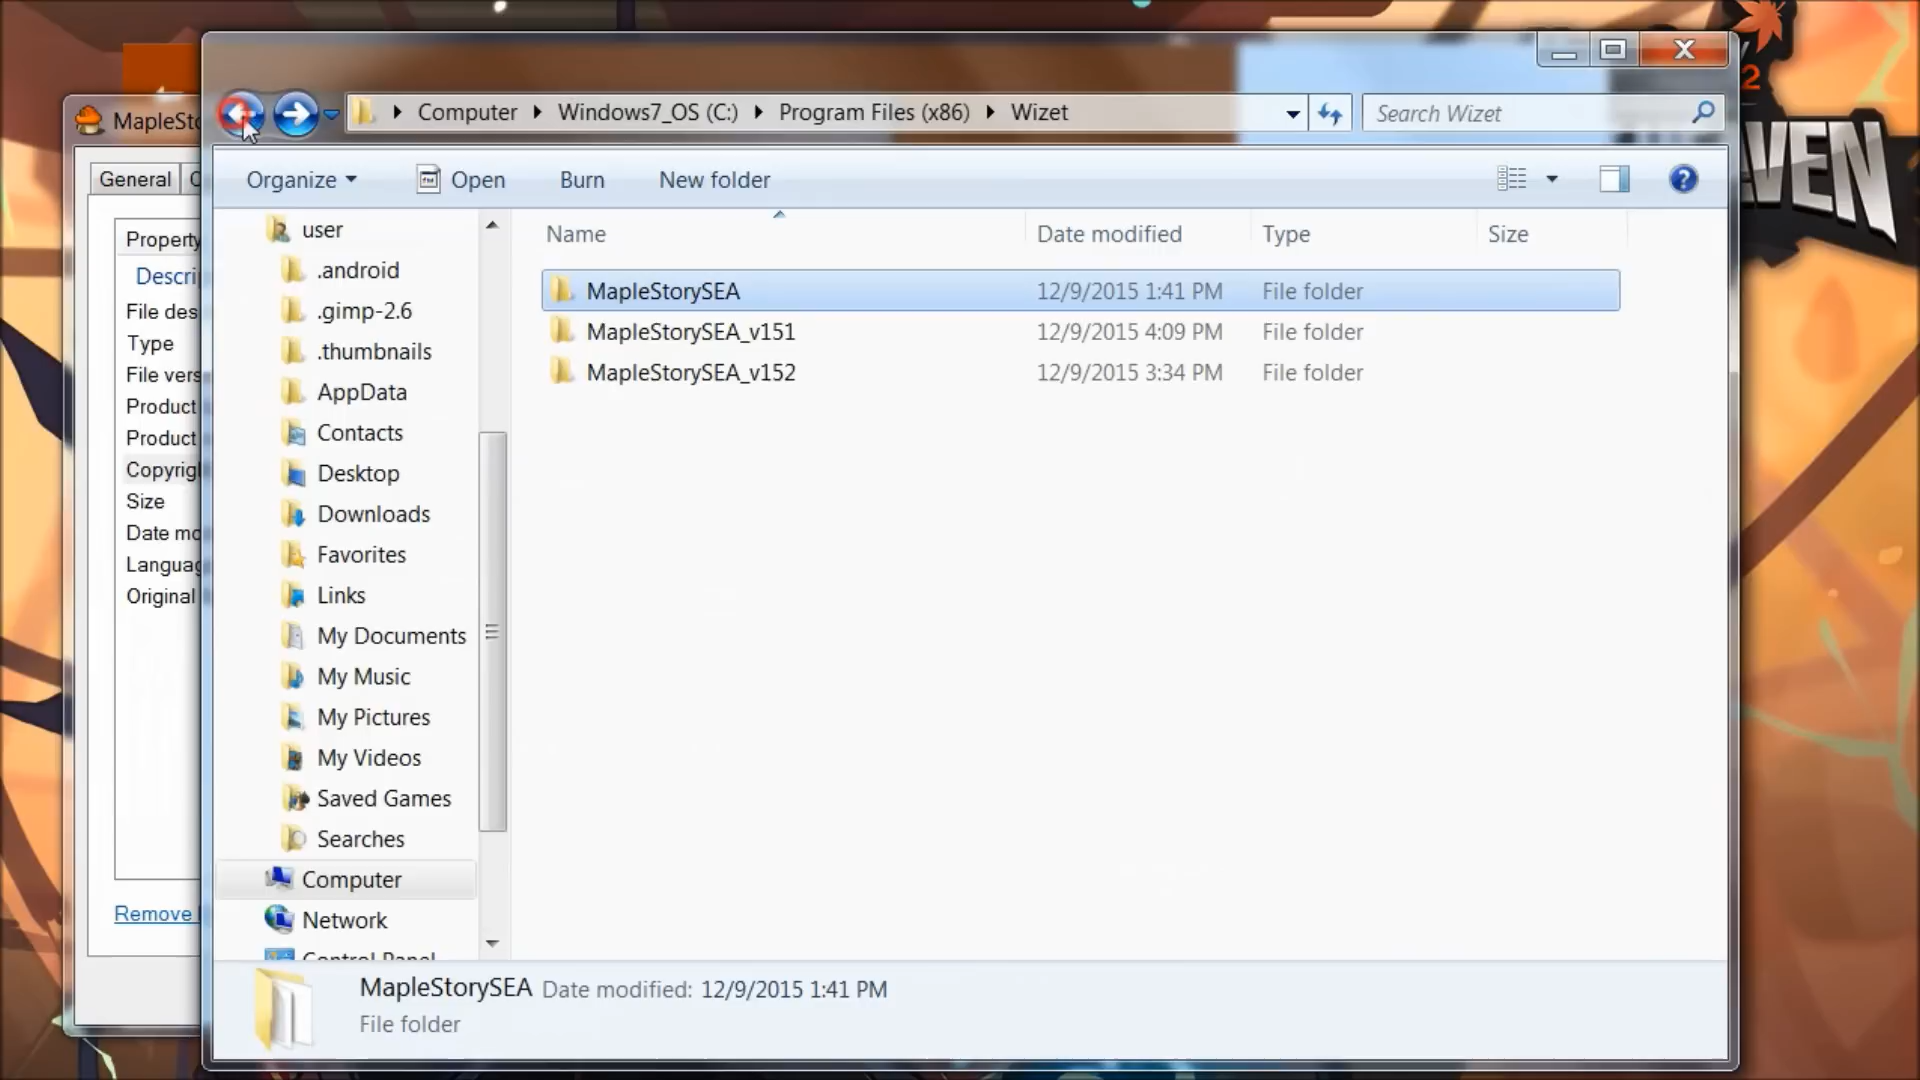 2
VEN
MapleSto
Computer Windows7_OS (C:) Program Files (x86) Wizet
Search Wizet
General
Organize Open Burn New folder
Property
Descri
File des
Type
File vers
Product
Product
Copyrig
Size
Date mo
Languag
Original
Remove
user
.android
.gimp-2.6
.thumbnails
AppData
Contacts
Desktop
Downloads
Favorites
Links
My Documents
My Music
My Pictures
My Videos
Saved Games
Searches
Computer
Network
Control Panel
Name Date modified Type Size
MapleStorySEA 12/9/2015 1:41 PM File folder
MapleStorySEA_v151 12/9/2015 4:09 PM File folder
MapleStorySEA_v152 12/9/2015 3:34 PM File folder
MapleStorySEA Date modified: 12/9/2015 1:41 PM
File folder